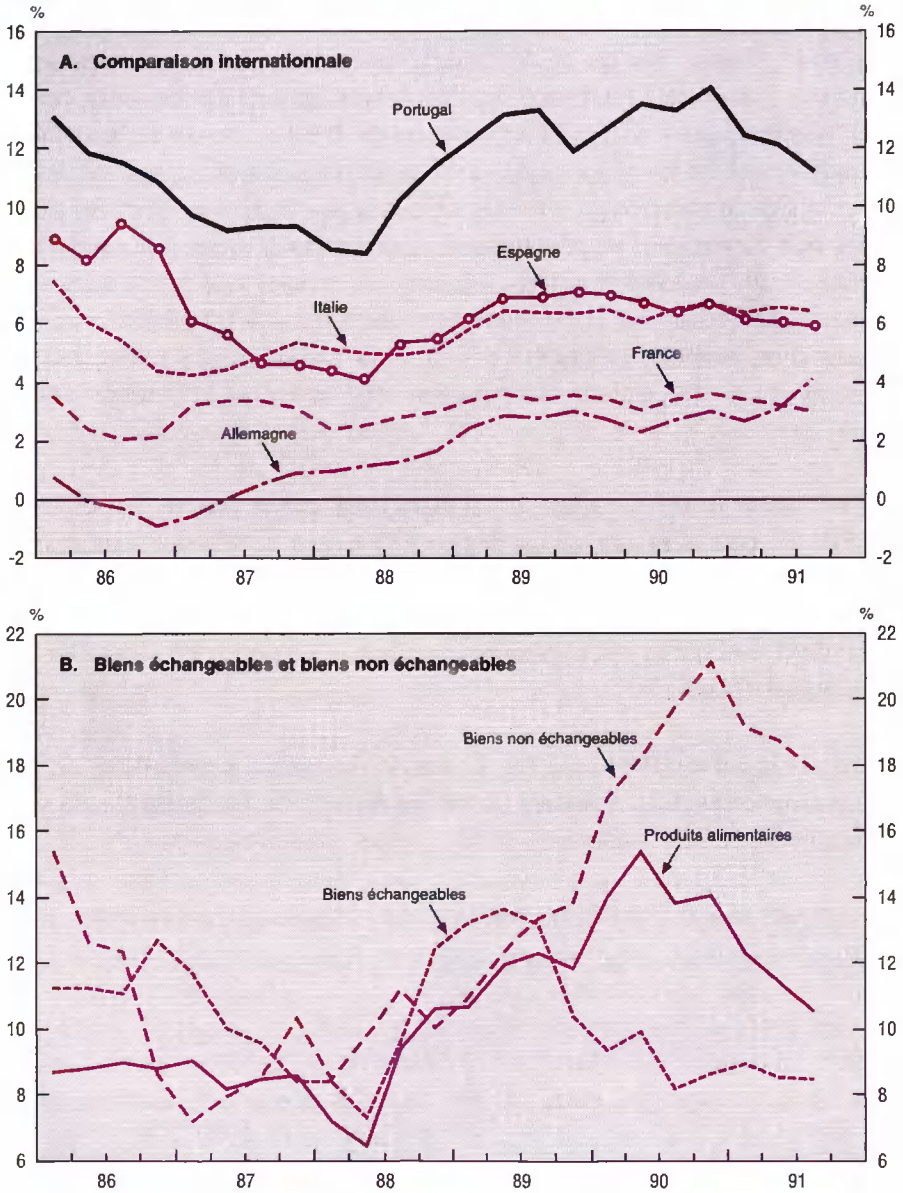 % %
16 16
A. Comparaison internationnale
14 14
Portugal
12 12
10 10
8 8
Espagne
Italie
6 6
France
4 4
Allemagne
2 2
0 0
-2 -2
86 87 88 89 90 91
% %
22 22
B. Biens échangeables et biens non échangeables
20 20
Biens non échangeables
18 18
16 16
Produits alimentaires
14 14
Biens échangeables
12 12
10 10
8 8
6 6
86 87 88 89 90 91